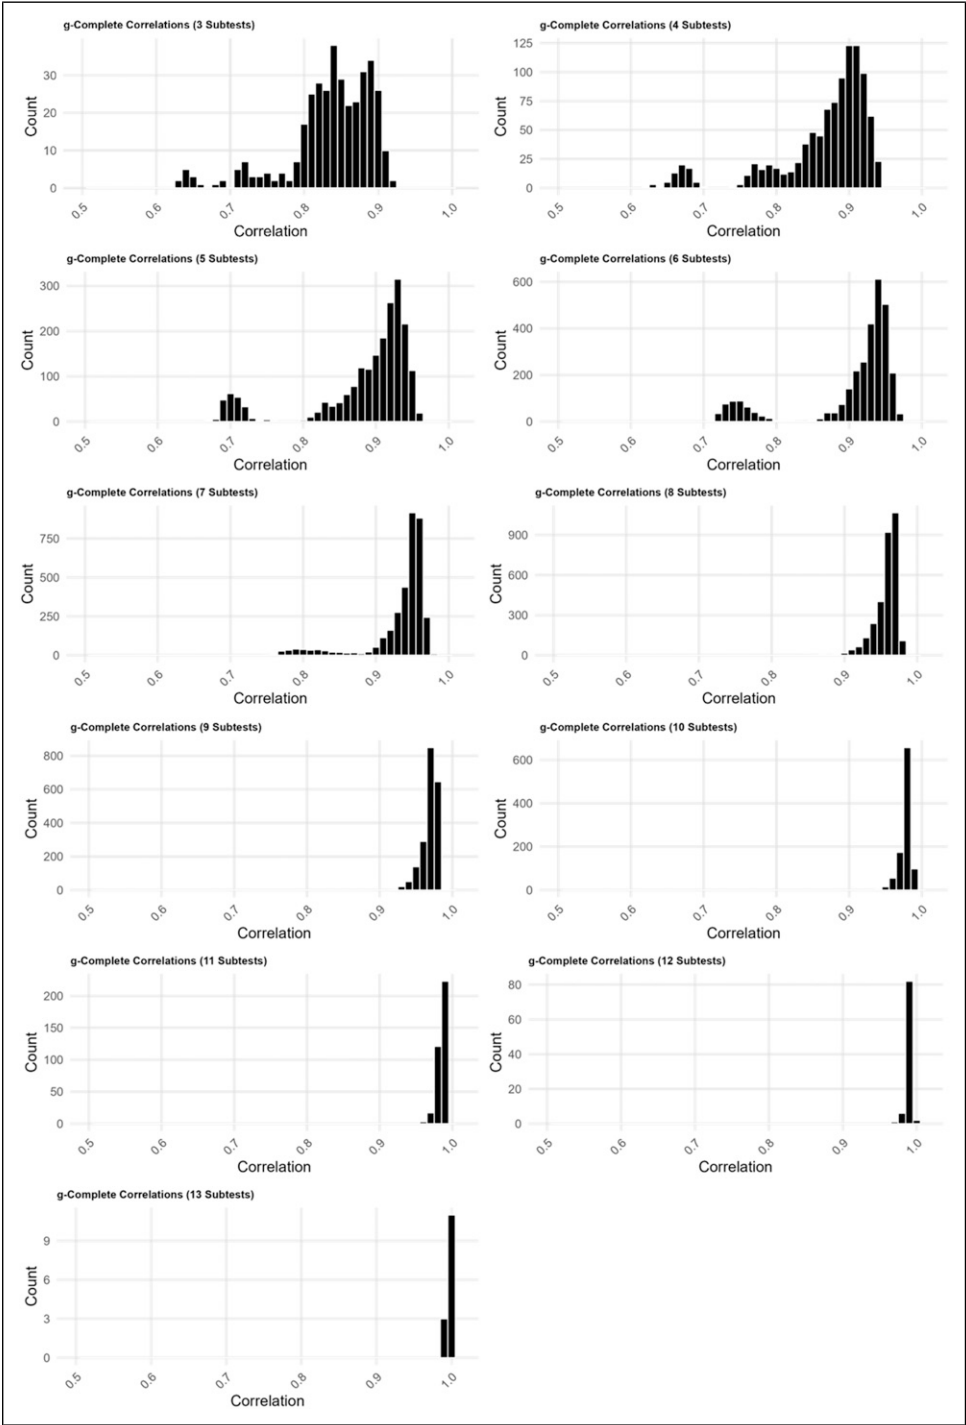 g-Complete Correlations (3 Subtests)
Count
30
20
10
0
0.5 0.6 0.7 0.8 0.9 1.0
Correlation
g-Complete Correlations (4 Subtests)
Count
125
100
75
50
25
0
0.5 0.6 0.7 0.8 0.9 1.0
Correlation
g-Complete Correlations (5 Subtests)
Count
300
200
100
0
0.5 0.6 0.7 0.8 0.9 1.0
Correlation
g-Complete Correlations (6 Subtests)
Count
600
400
200
0
0.5 0.6 0.7 0.8 0.9 1.0
Correlation
g-Complete Correlations (7 Subtests)
Count
750
500
250
0
0.5 0.6 0.7 0.8 0.9 1.0
Correlation
g-Complete Correlations (8 Subtests)
Count
900
600
300
0
0.5 0.6 0.7 0.8 0.9 1.0
Correlation
g-Complete Correlations (9 Subtests)
Count
800
600
400
200
0
0.5 0.6 0.7 0.8 0.9 1.0
Correlation
g-Complete Correlations (10 Subtests)
Count
600
400
200
0
0.5 0.6 0.7 0.8 0.9 1.0
Correlation
g-Complete Correlations (11 Subtests)
Count
200
150
100
50
0
0.5 0.6 0.7 0.8 0.9 1.0
Correlation
g-Complete Correlations (12 Subtests)
Count
80
60
40
20
0
0.5 0.6 0.7 0.8 0.9 1.0
Correlation
g-Complete Correlations (13 Subtests)
Count
9
6
3
0
0.5 0.6 0.7 0.8 0.9 1.0
Correlation